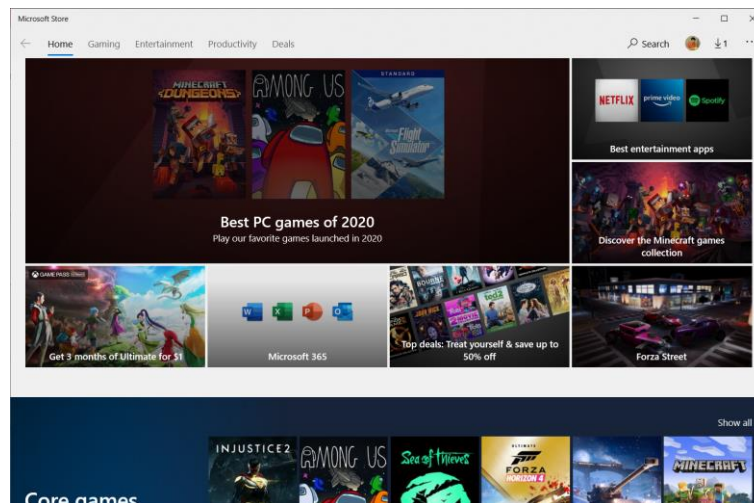 Microsoft Store
Home Gaming Entertainment Productivity Deals
Search 1
MINECRAFT
DUNGEONS
AMONG US
STANDARD
Microsoft
Flight
Simulator
Best PC games of 2020
Play our favorite games launched in 2020
NETFLIX prime video Spotify
Best entertainment apps
Discover the Minecraft games
collection
GAME PASS
Get 3 months of Ultimate for $1
W X P O
Microsoft 365
BOURNE
ted2
Top deals: Treat yourself & save up to
50% off
Forza Street
Show all
Core games
INJUSTICE 2
AMONG US
Sea of Thieves
ULTIMATE
FORZA
HORIZON 4
MINECRAFT